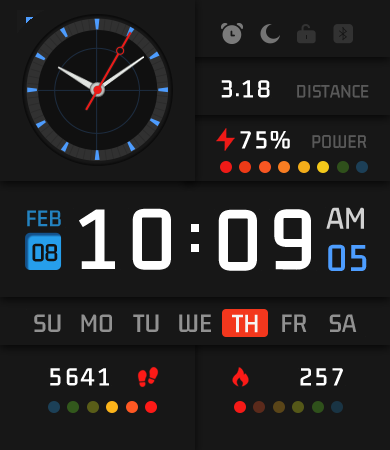 3.18 DISTANCE
75% POWER
FEB
08
10:09
AM
05
SU MO TU WE TH FR SA
5641
257